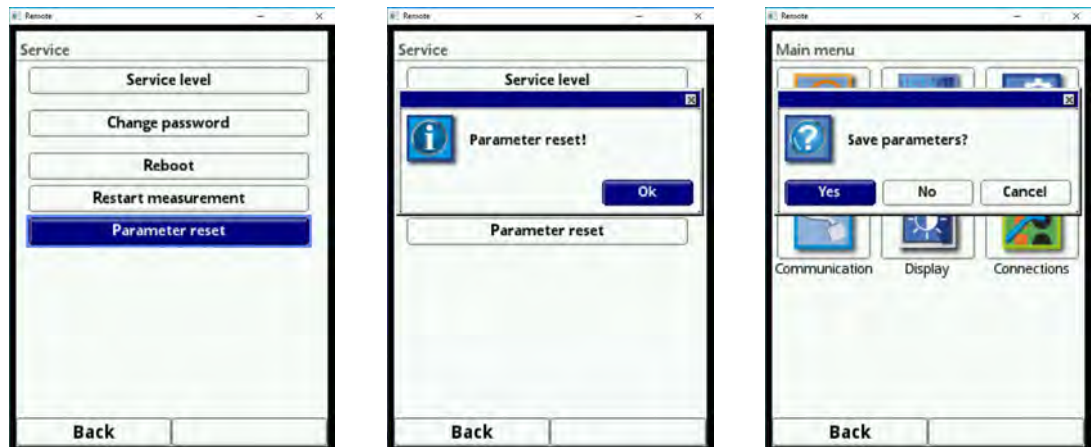 Remote
Service
Service level
Change password
Reboot
Restart measurement
Parameter reset
Back
Remote
Service
Service level
Parameter reset!
Ok
Parameter reset
Back
Remote
Main menu
Save parameters?
Yes No Cancel
Communication Display Connections
Back